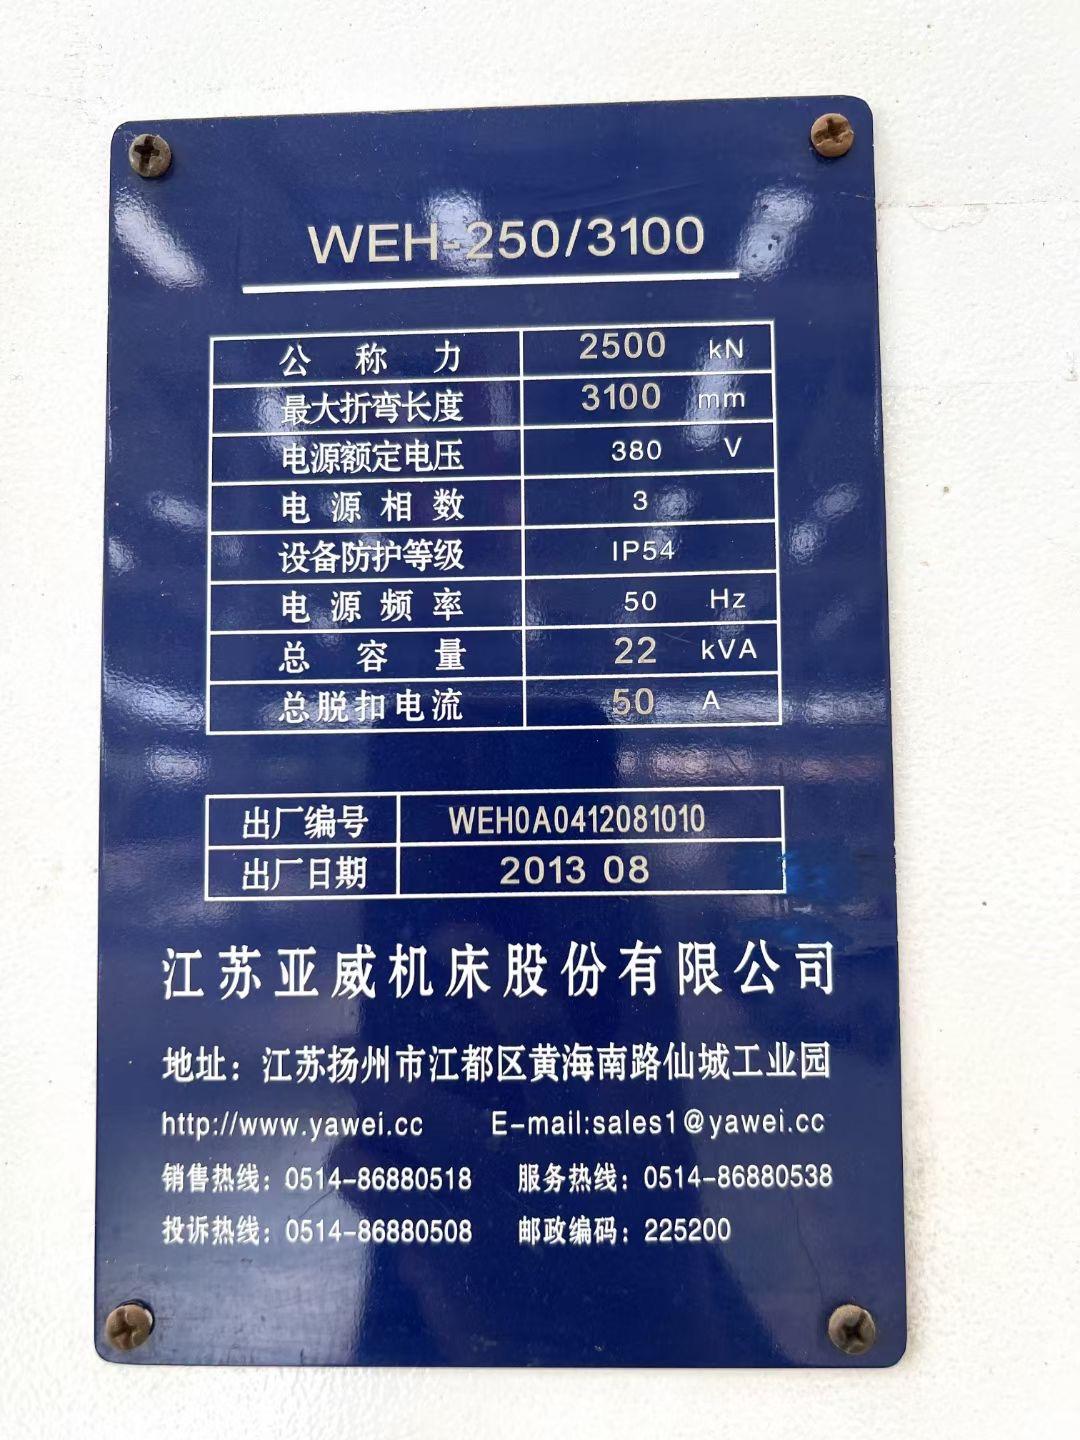 WEH-250/3100
公称力 2500 kN
最大折弯长度 3100 mm
电源额定电压 380 V
电源相数 3
设备防护等级 IP54
电源频率 50 Hz
总容量 22 kVA
总脱扣电流 50 A
出厂编号 WEH0A0412081010
出厂日期 2013 08
江苏亚威机床股份有限公司
地址：江苏扬州市江都区黄海南路仙城工业园
http://www.yawei.cc E-mail:sales1@yawei.cc
销售热线：0514-86880518 服务热线：0514-86880538
投诉热线：0514-86880508 邮政编码：225200